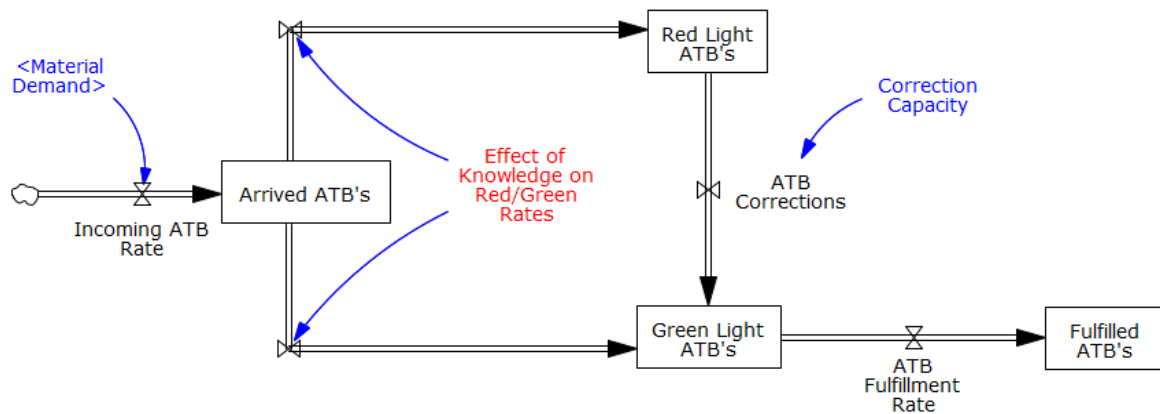 <Material
Demand>
Incoming ATB
Rate
Arrived ATB's
Effect of
Knowledge on
Red/Green
Rates
Red Light
ATB's
Correction
Capacity
ATB
Corrections
Green Light
ATB's
ATB
Fulfillment
Rate
Fulfilled
ATB's